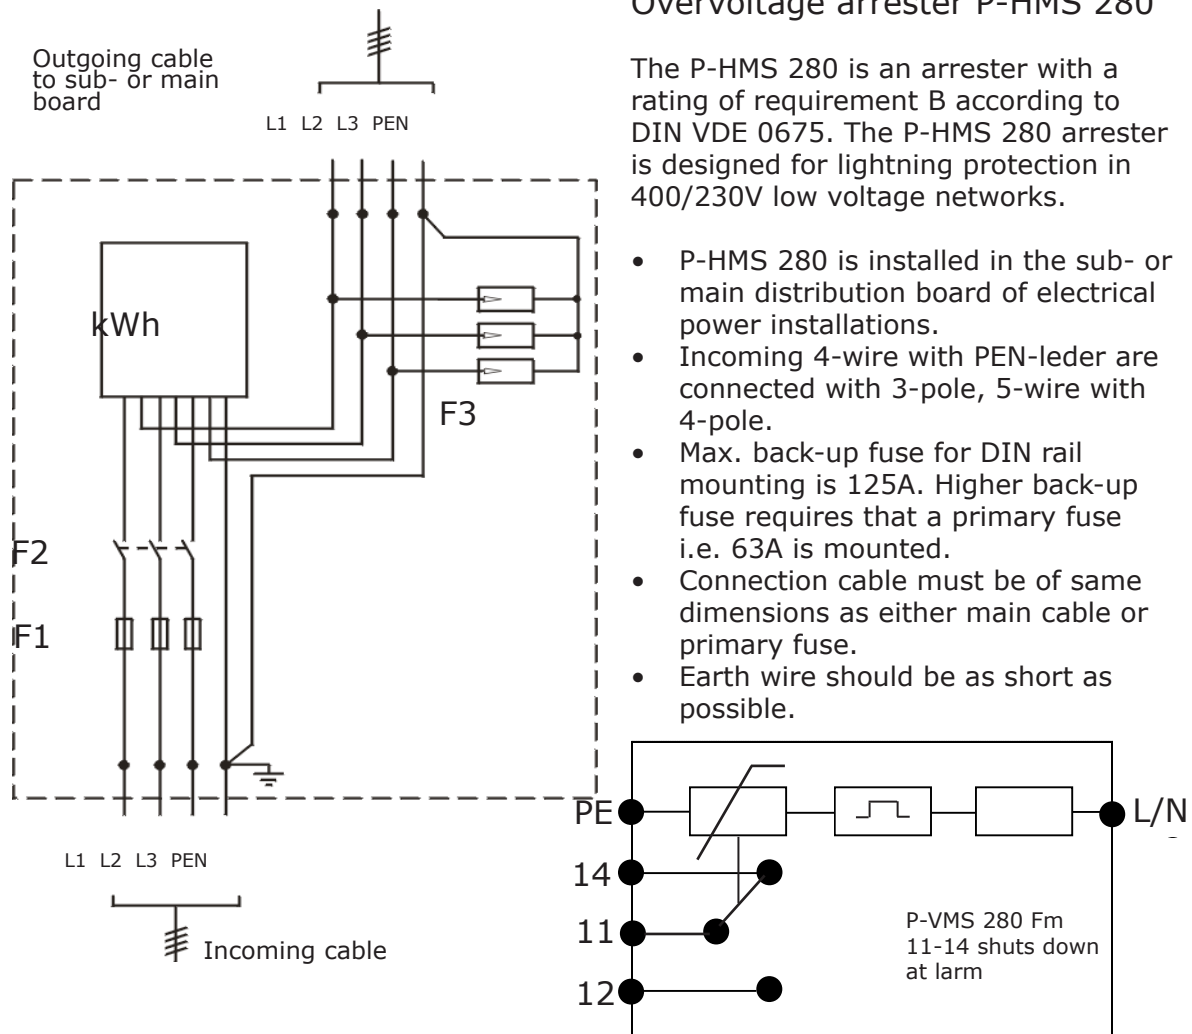 Overvoltage arrester P-HMS 280
Outgoing cable
to sub- or main
board
L1 L2 L3 PEN
kWh
F3
F2
F1
L1 L2 L3 PEN
Incoming cable
The P-HMS 280 is an arrester with a
rating of requirement B according to
DIN VDE 0675. The P-HMS 280 arrester
is designed for lightning protection in
400/230V low voltage networks.
• P-HMS 280 is installed in the sub- or
main distribution board of electrical
power installations.
• Incoming 4-wire with PEN-leder are
connected with 3-pole, 5-wire with
4-pole.
• Max. back-up fuse for DIN rail
mounting is 125A. Higher back-up
fuse requires that a primary fuse
i.e. 63A is mounted.
• Connection cable must be of same
dimensions as either main cable or
primary fuse.
• Earth wire should be as short as
possible.
PE
L/N
14
11
12
P-VMS 280 Fm
11-14 shuts down
at larm